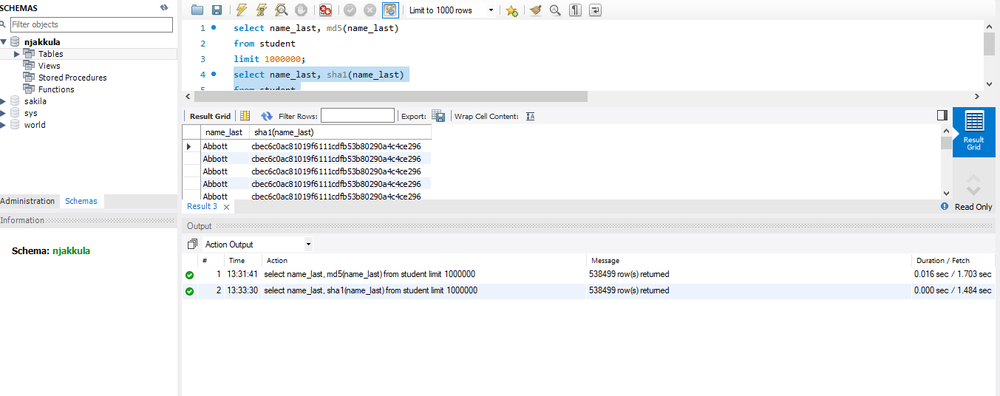 SCHEMAS
Filter objects
njakkula
Tables
Views
Stored Procedures
Functions
sakila
sys
world
Administration Schemas
Information
Schema: njakkula
Limit to 1000 rows
1 select name_last, md5(name_last)
2 from student
3 limit 1000000;
4 select name_last, sha1(name_last)
5 from student
Result Grid Filter Rows: Export: Wrap Cell Content: IA
name_last sha1(name_last)
Abbott cbec6c0ac81019f6111cdfb53b80290a4c4ce296
Abbott cbec6c0ac81019f6111cdfb53b80290a4c4ce296
Abbott cbec6c0ac81019f6111cdfb53b80290a4c4ce296
Abbott cbec6c0ac81019f6111cdfb53b80290a4c4ce296
Abbott cbec6c0ac81019f6111cdfb53b80290a4c4ce296
Result
Grid
Result 3
Read Only
Output
Action Output
# Time Action Message Duration / Fetch
1 13:31:41 select name_last, md5(name_last) from student limit 1000000 538499 row(s) returned 0.016 sec / 1.703 sec
2 13:33:30 select name_last, sha1(name_last) from student limit 1000000 538499 row(s) returned 0.000 sec / 1.484 sec